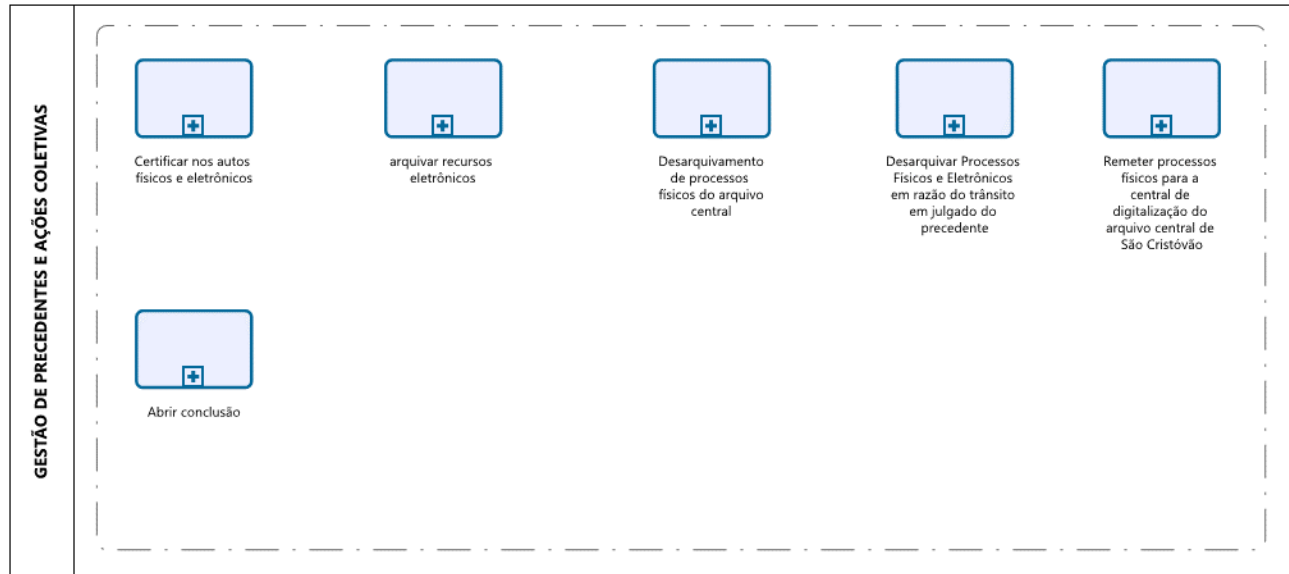 GESTÃO DE PRECEDENTES E AÇÕES COLETIVAS
Certificar nos autos
físicos e eletrônicos
arquivar recursos
eletrônicos
Desarquivamento
de processos
físicos do arquivo
central
Desarquivar Processos
Físicos e Eletrônicos
em razão do trânsito
em julgado do
precedente
Remeter processos
físicos para a
central de
digitalização do
arquivo central de
São Cristóvão
Abrir conclusão